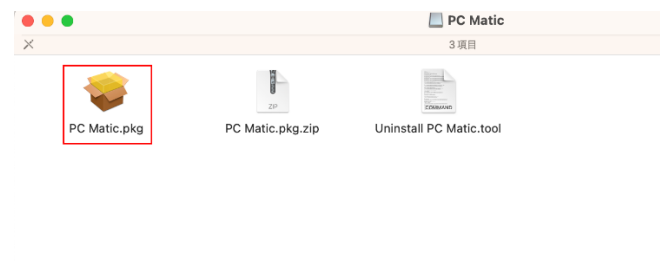 PC Matic
3項目
ZIP
COMMAND
PC Matic.pkg
PC Matic.pkg.zip
Uninstall PC Matic.tool